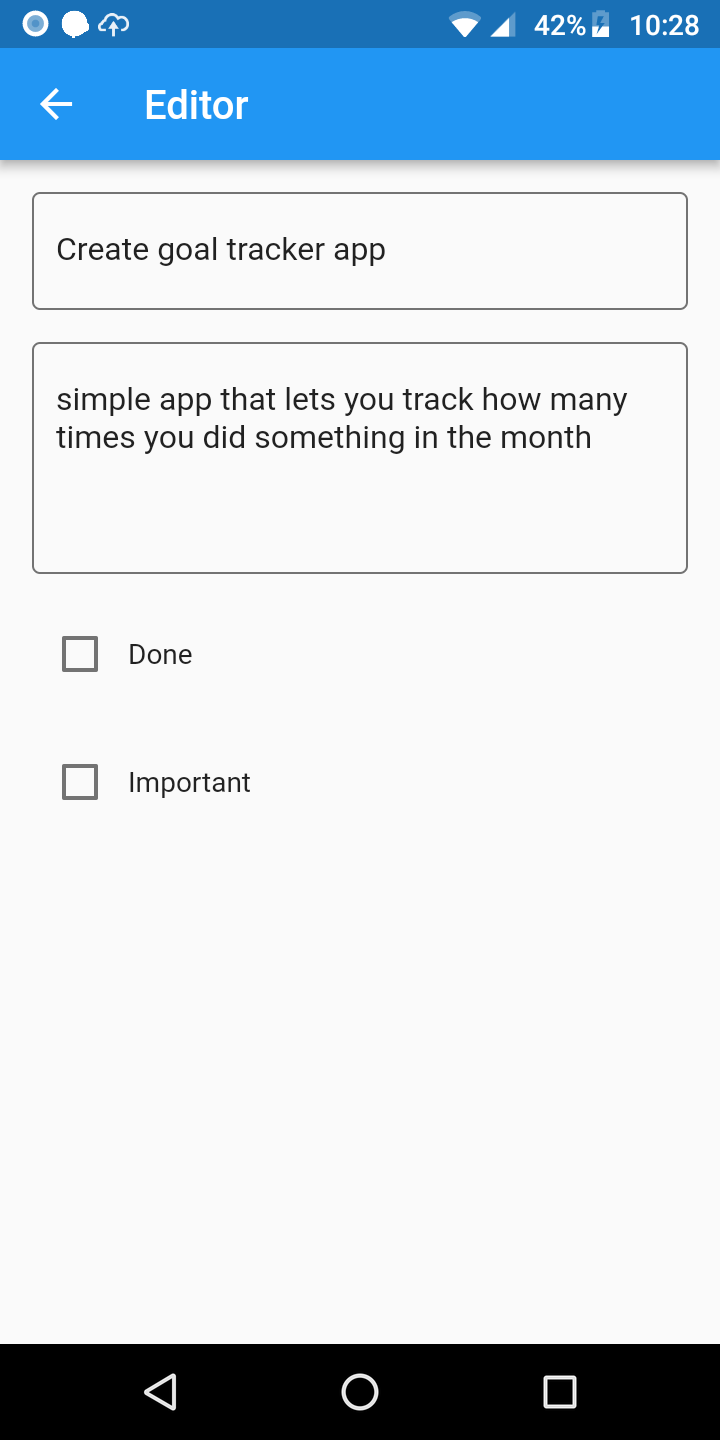 42% 10:28
Editor
Create goal tracker app
simple app that lets you track how many
times you did something in the month
Done
Important